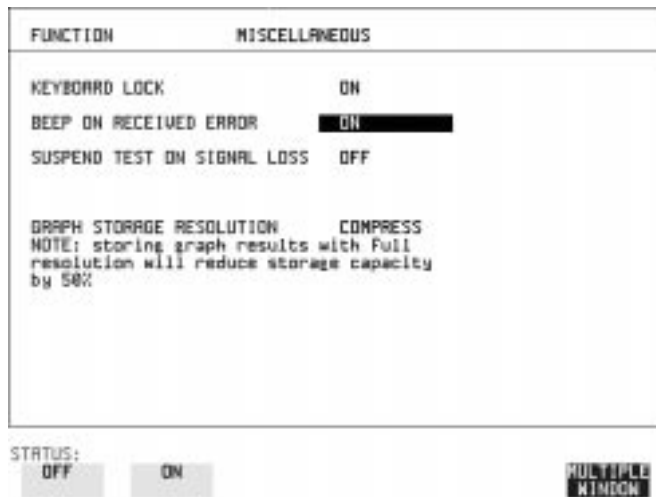 FUNCTION MISCELLANEOUS
KEYBOARD LOCK ON
BEEP ON RECEIVED ERROR ON
SUSPEND TEST ON SIGNAL LOSS OFF
GRAPH STORAGE RESOLUTION COMPRESS
NOTE: storing graph results with Full
resolution will reduce storage capacity
by 50%
STATUS:
OFF ON MULTIPLE
WINDOW